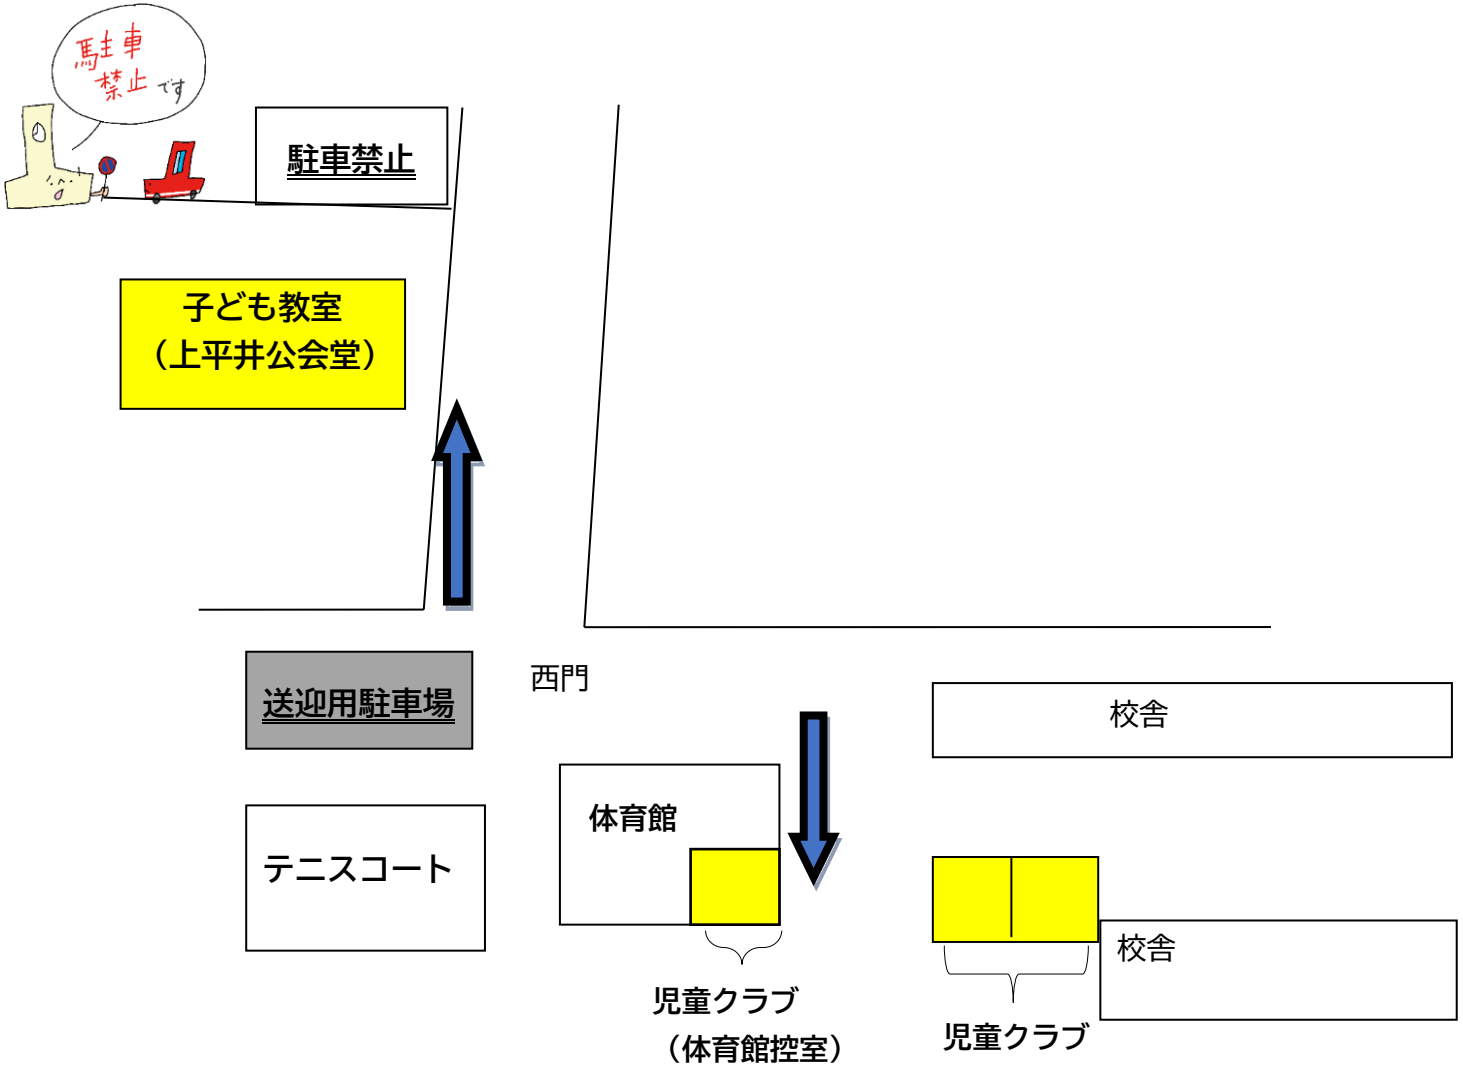 駐車
禁止です
駐車禁止
子ども教室
（上平井公会堂）
送迎用駐車場
西門
校舎
体育館
テニスコート
校舎
児童クラブ
（体育館控室）
児童クラブ